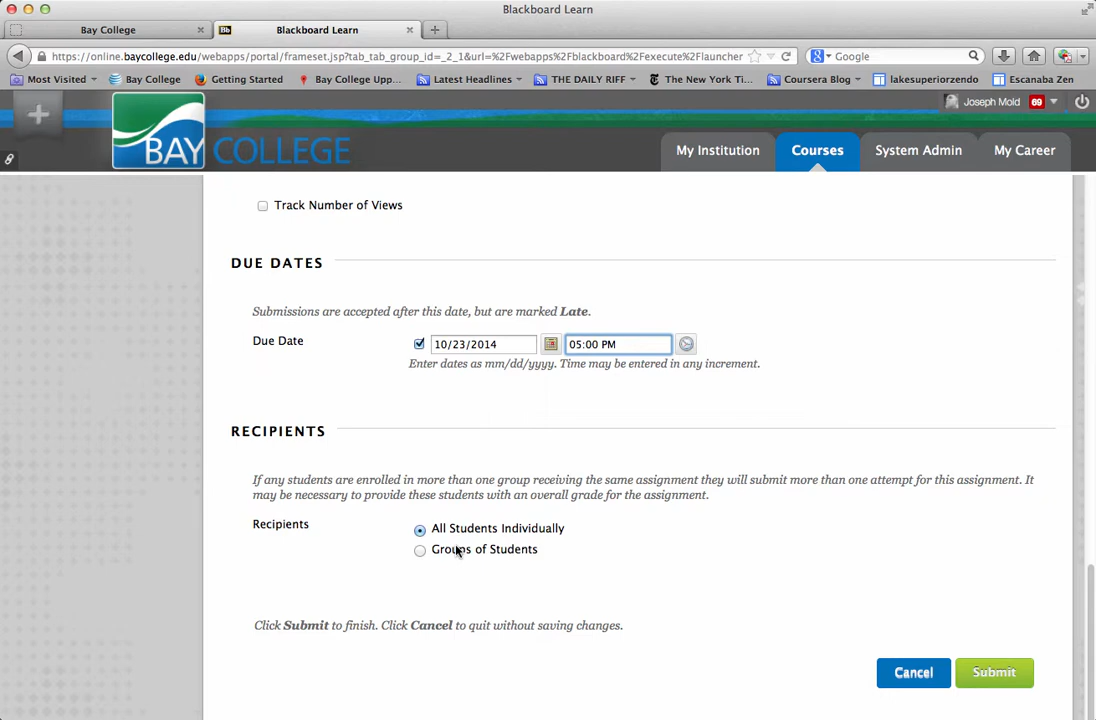 Blackboard Learn
Bay College
Bb Blackboard Learn
https://online.baycollege.edu/webapps/portal/frameset.jsp?tab_tab_group_id=_2_1&url=%2Fwebapps%2Fblackboard%2Fexecute%2Flauncher
Google
Most Visited Bay College Getting Started Bay College Upp... Latest Headlines THE DAILY RIFF The New York Ti... Coursera Blog lakesuperiorzendo Escanaba Zen
Joseph Mold 69
BAY COLLEGE
My Institution Courses System Admin My Career
Track Number of Views
DUE DATES
Submissions are accepted after this date, but are marked Late.
Due Date 10/23/2014 05:00 PM
Enter dates as mm/dd/yyyy. Time may be entered in any increment.
RECIPIENTS
If any students are enrolled in more than one group receiving the same assignment they will submit more than one attempt for this assignment. It
may be necessary to provide these students with an overall grade for the assignment.
Recipients All Students Individually
Groups of Students
Click Submit to finish. Click Cancel to quit without saving changes.
Cancel Submit